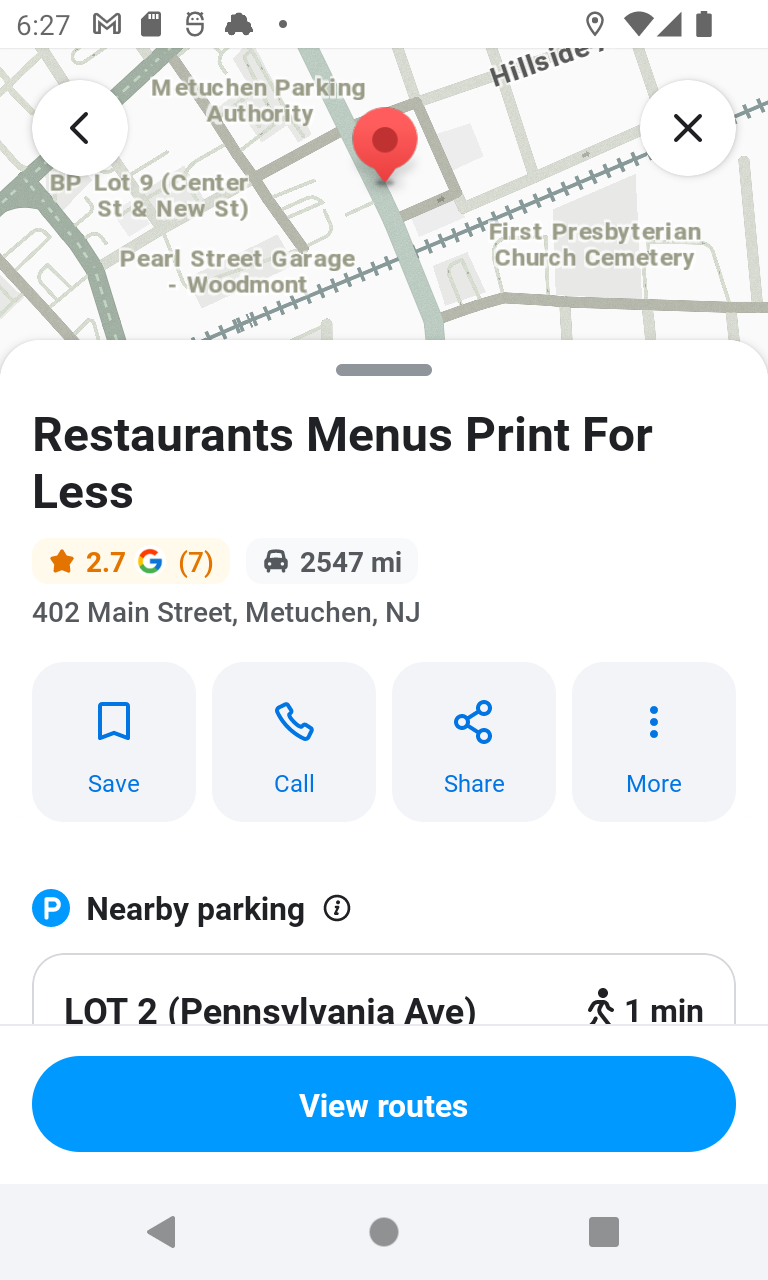 6:27
Hillside
Metuchen Parking
Authority
BP Lot 9 (Center
St & New St)
First Presbyterian
Church Cemetery
Pearl Street Garage
- Woodmont
Restaurants Menus Print For
Less
2.7 G (7)
2547 mi
402 Main Street, Metuchen, NJ
Save
Call
Share
More
P Nearby parking i
LOT 2 (Pennsylvania Ave)
1 min
View routes